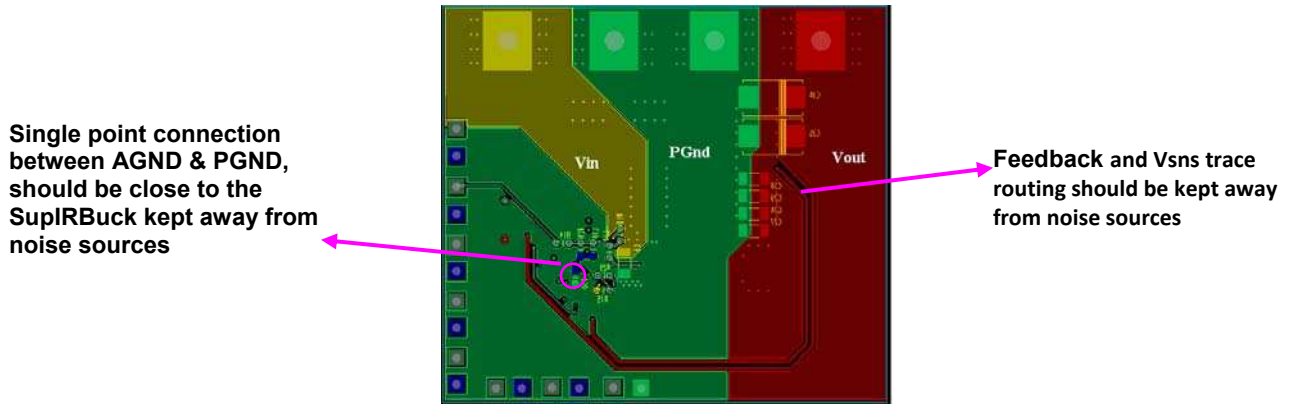 Single point connection
between AGND & PGND,
should be close to the
SupIRBuck kept away from
noise sources
Vin
PGnd
Vout
Feedback and Vsns trace
routing should be kept away
from noise sources